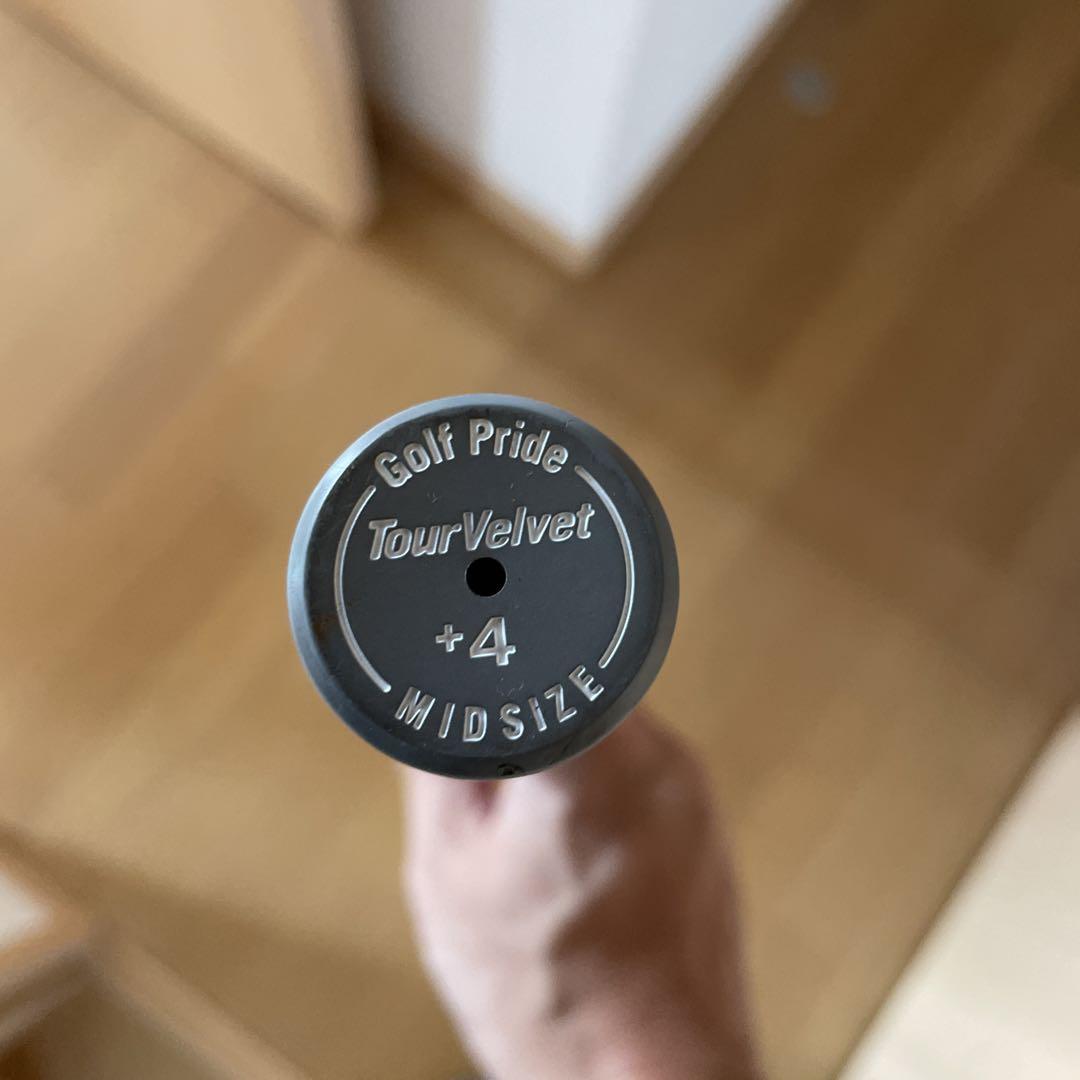 Golf Pride
TourVelvet
+4
MIDSIZE